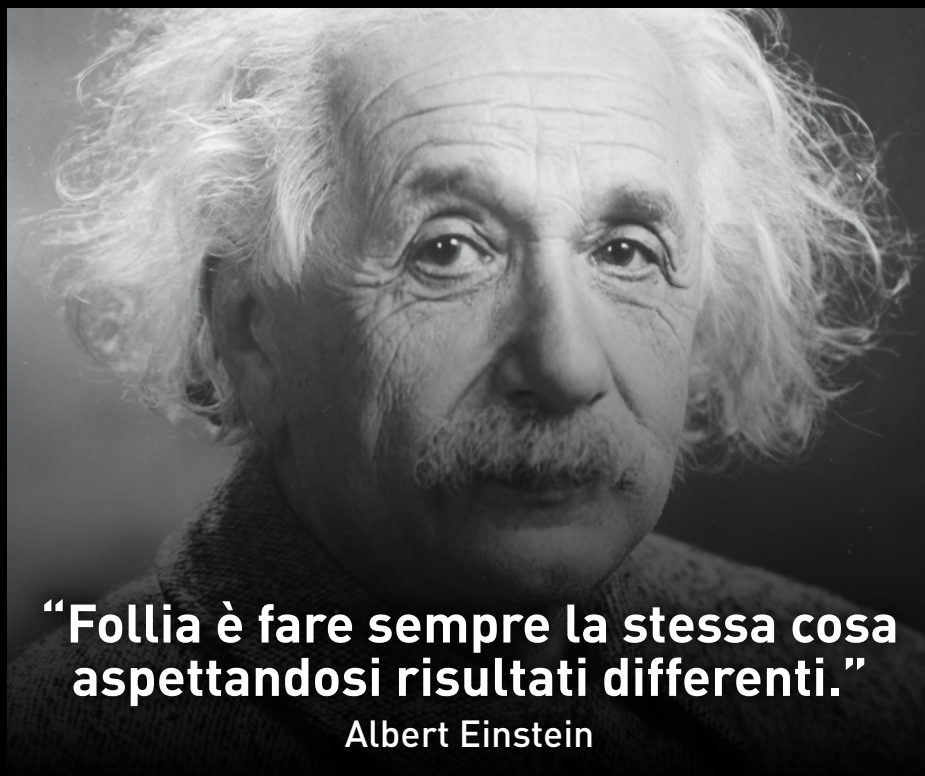 “Follia è fare sempre la stessa cosa
aspettandosi risultati differenti.”
Albert Einstein